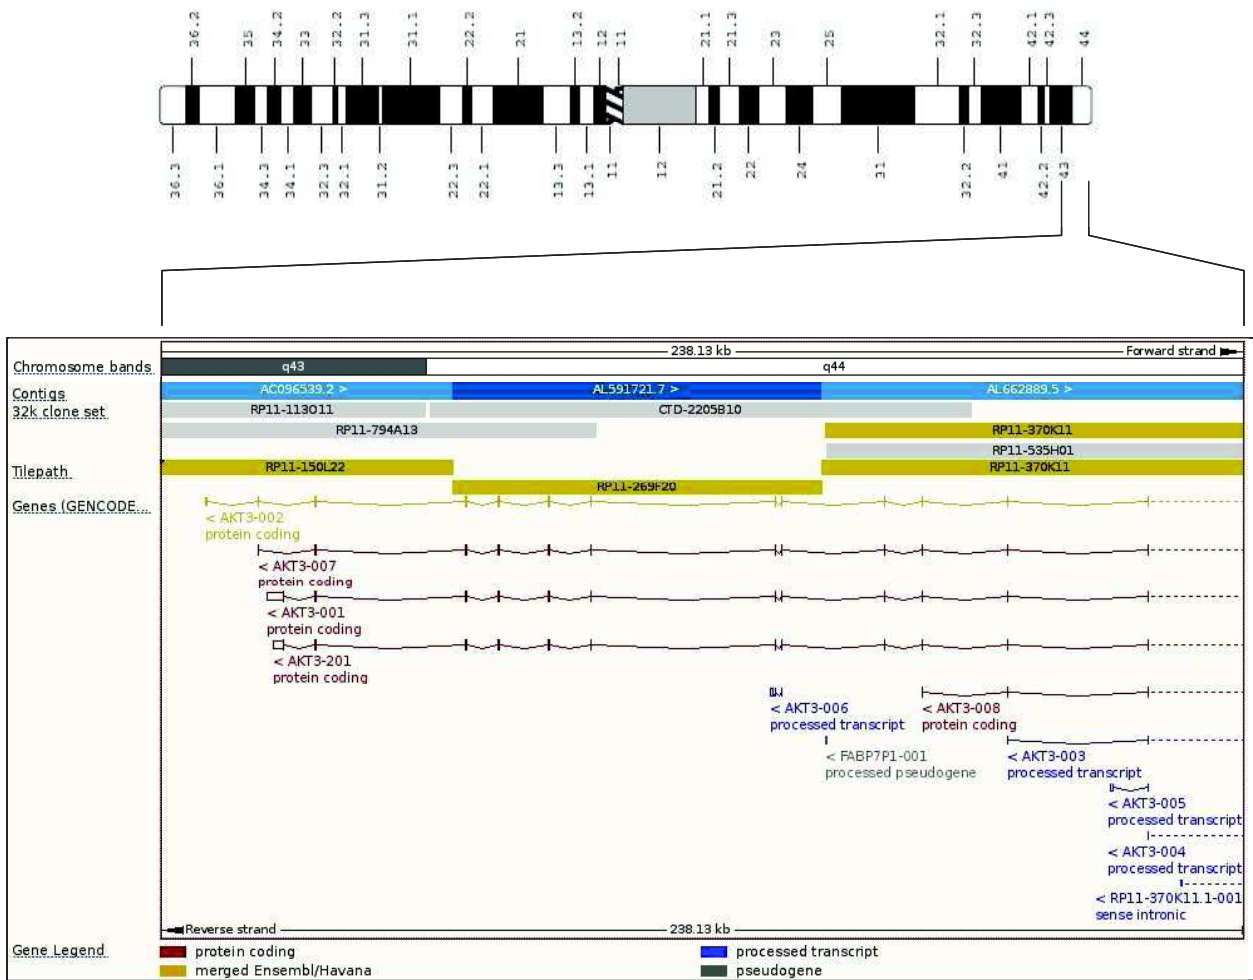 36.2 35 34.2 33 32.2 31.3 31.1 22.2 21 13.2 12 11 21.1 21.3 23 25 32.1 32.3 42.1 42.3 44
36.3 36.1 34.3 34.1 32.3 32.1 31.2 22.3 22.1 13.3 13.1 11 12 21.2 22 24 31 32.2 41 42.2 43
238.13 kb Forward strand
Chromosome bands q43 q44
Contigs AC096539.2 > AL591721.7 > AL662889.5 >
32k clone set RP11-113O11 CTD-2205B10
RP11-794A13 RP11-370K11
RP11-535H01
Tilepath RP11-150L22 RP11-370K11
RP11-269F20
Genes (GENCODE...
< AKT3-002
protein coding
< AKT3-007
protein coding
< AKT3-001
protein coding
< AKT3-201
protein coding
< AKT3-006 < AKT3-008
processed transcript protein coding
< FABP7P1-001 < AKT3-003
processed pseudogene processed transcript
< AKT3-005
processed transcript
< AKT3-004
processed transcript
< RP11-370K11.1-001
sense intronic
Reverse strand 238.13 kb
Gene Legend protein coding processed transcript
merged Ensembl/Havana pseudogene